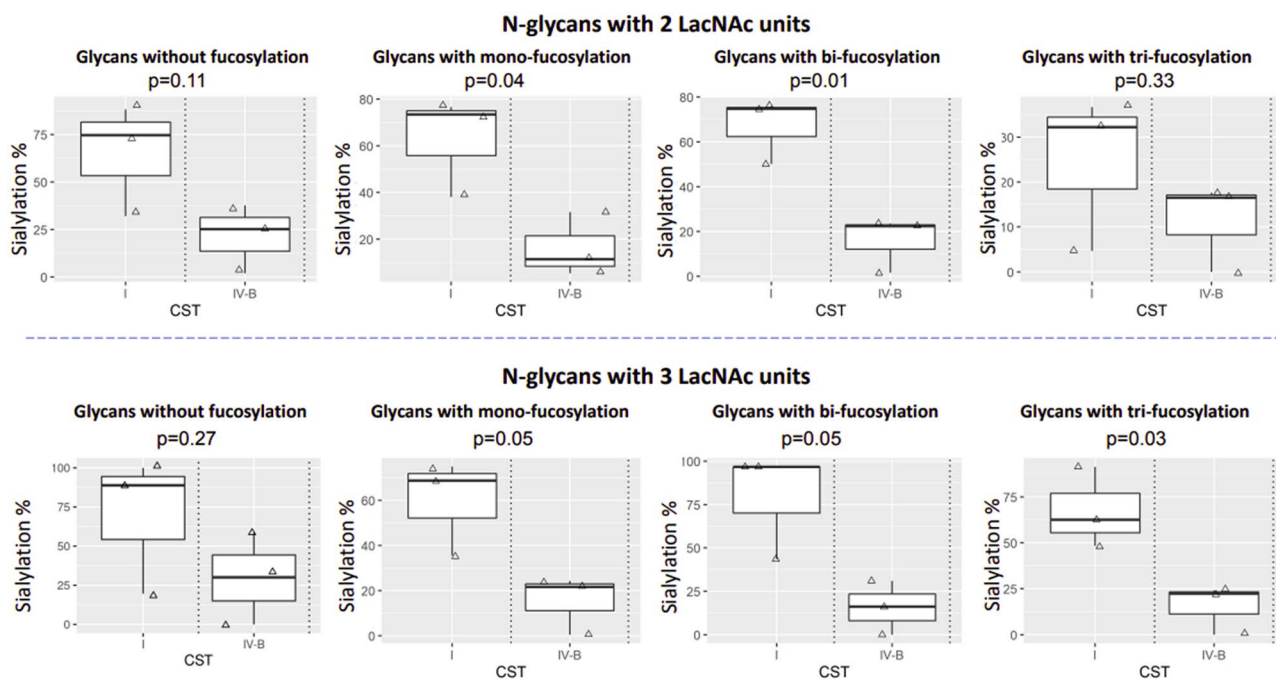 N-glycans with 2 LacNAc units
Glycans without fucosylation
p=0.11
Sialylation %
75
50
25
0
I
IV-B
CST
Glycans with mono-fucosylation
p=0.04
Sialylation %
80
60
40
20
I
IV-B
CST
Glycans with bi-fucosylation
p=0.01
Sialylation %
80
60
40
20
0
I
IV-B
CST
Glycans with tri-fucosylation
p=0.33
Sialylation %
30
20
10
0
I
IV-B
CST
N-glycans with 3 LacNAc units
Glycans without fucosylation
p=0.27
Sialylation %
100
75
50
25
0
I
IV-B
CST
Glycans with mono-fucosylation
p=0.05
Sialylation %
60
40
20
0
I
IV-B
CST
Glycans with bi-fucosylation
p=0.05
Sialylation %
100
75
50
25
0
I
IV-B
CST
Glycans with tri-fucosylation
p=0.03
Sialylation %
75
50
25
0
I
IV-B
CST